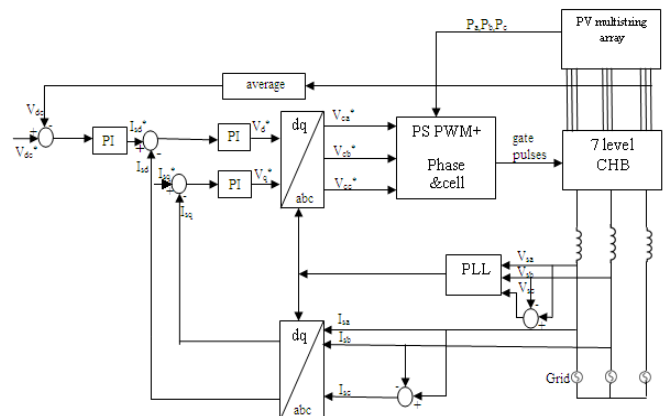 PV multistring
array
Pa,Pb,Pc
average
Vdc
+
-
Vdc*
PI
Isd*
+
-
PI
Vd*
dq
abc
Vca*
Vcb*
Vcc*
PS PWM+
Phase
&cell
gate
pulses
7 level
CHB
Isd
Isq*
+
-
Isq
PI
Vq*
PLL
Vsa
Vsb
Vsc
-
+
dq
abc
Isa
Isb
Isc
-
+
Grid
S
S
S